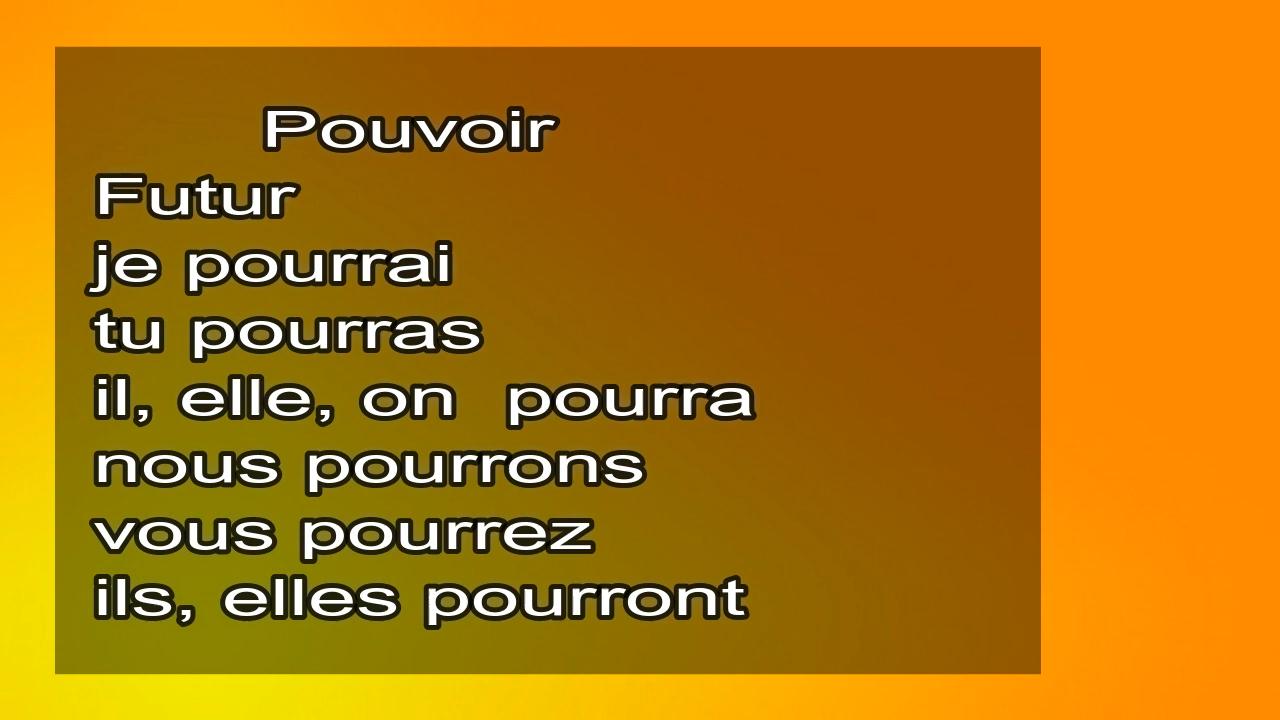 Pouvoir
Futur
je pourrai
tu pourras
il, elle, on  pourra
nous pourrons
vous pourrez
ils, elles pourront